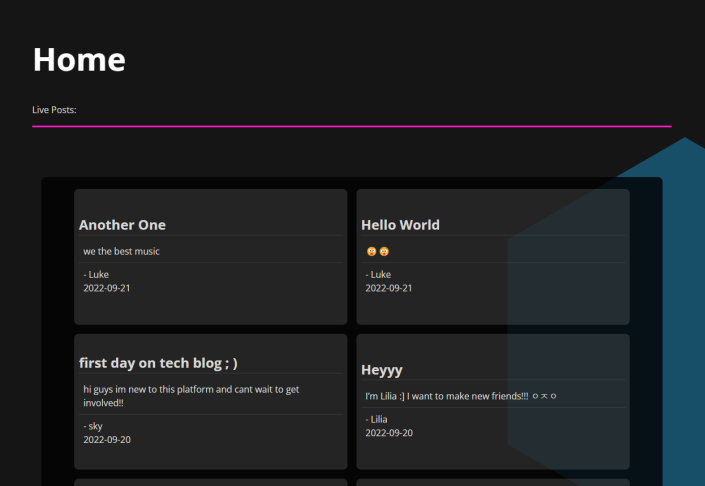 Home
Live Posts:
Another One
we the best music
- Luke
2022-09-21
Hello World
😱😱
- Luke
2022-09-21
first day on tech blog ; )
hi guys im new to this platform and cant wait to get
involved!!
- sky
2022-09-20
Heyyy
I'm Lilia :] I want to make new friends!!! ㅇㅈㅇ
- Lilia
2022-09-20